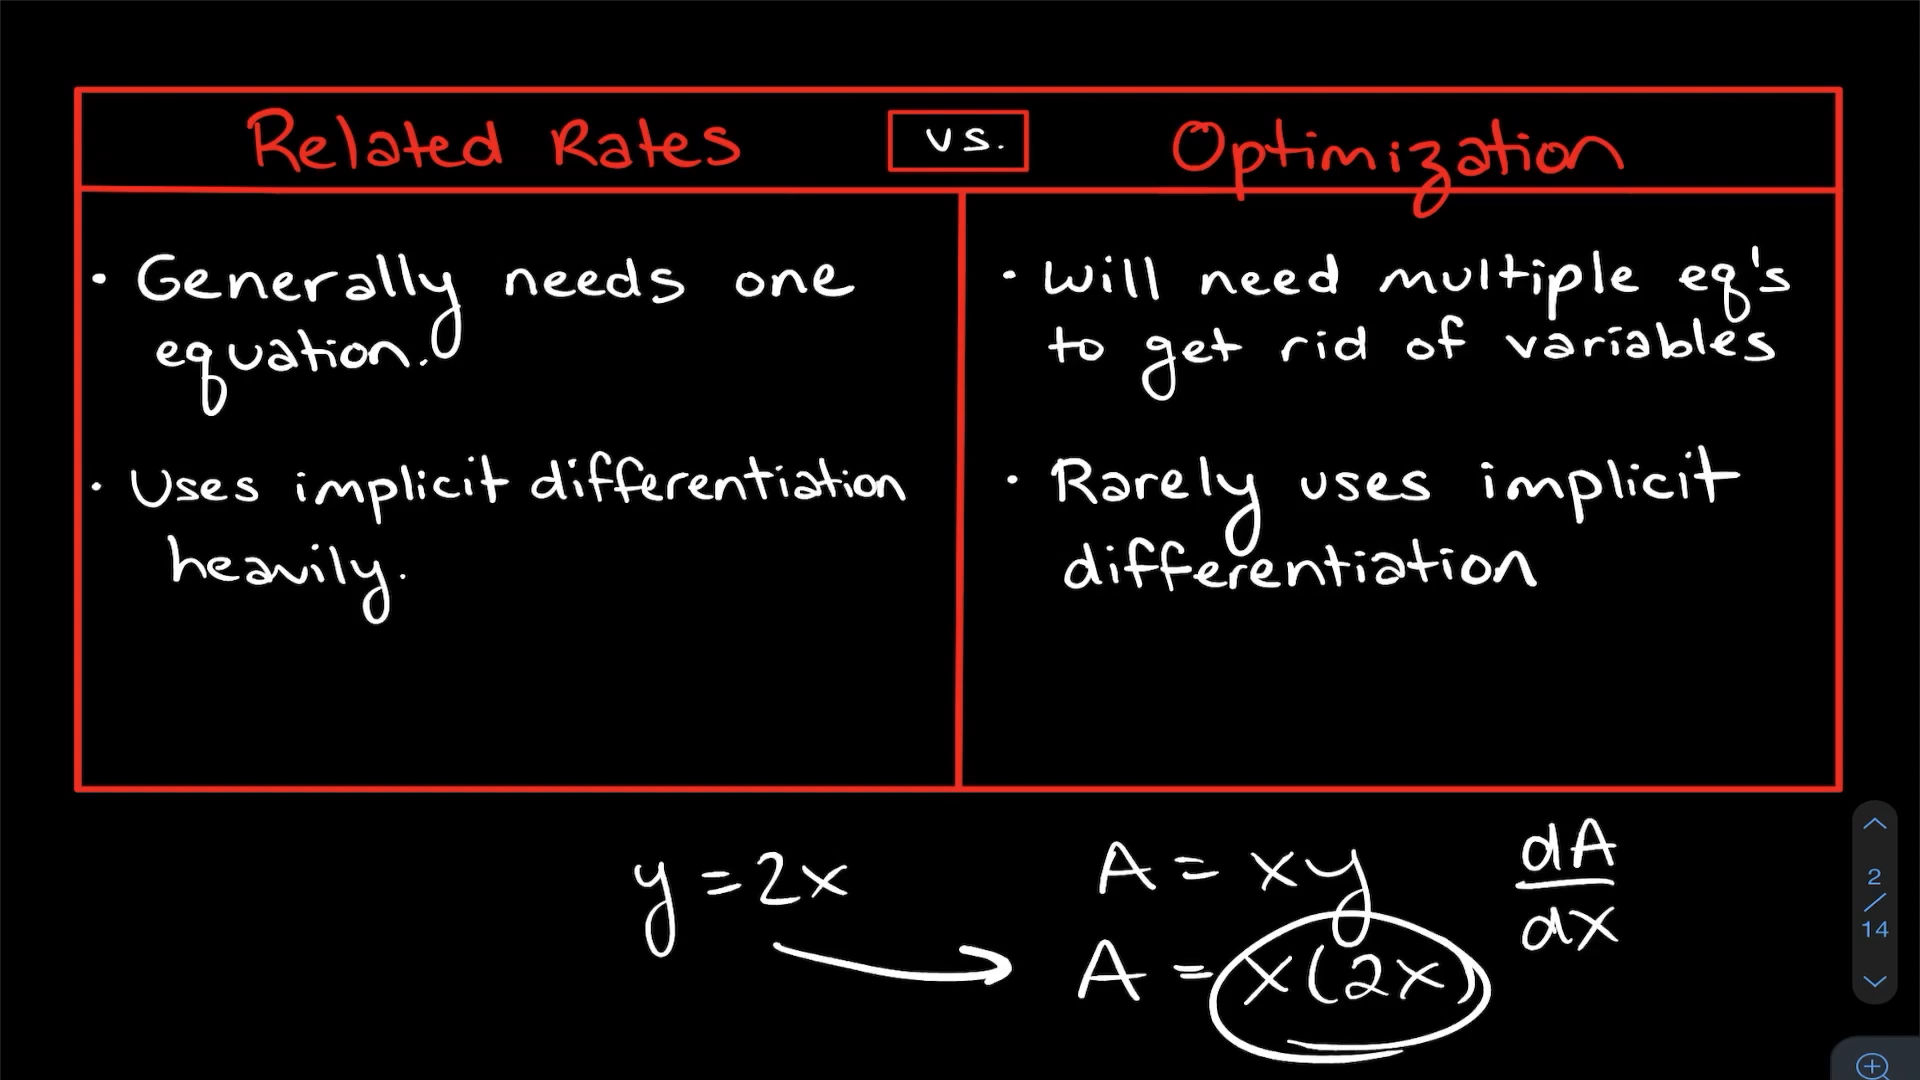 Related Rates vs. Optimization
• Generally needs one
equation.
• Uses implicit differentiation
heavily.
• Will need multiple eq's
to get rid of variables
• Rarely uses implicit
differentiation
y = 2x
A = xy
A = x(2x)
dA
dx
2
/
14